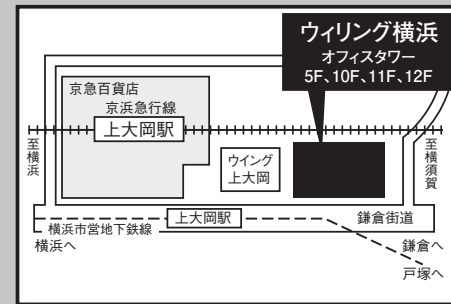 ウィリング横浜
オフィスタワー
5F、10F、11F、12F
京急百貨店
京浜急行線
上大岡駅
至横浜
至横須賀
ウイング
上大岡
上大岡駅
鎌倉街道
横浜市営地下鉄線
横浜へ
鎌倉へ
戸塚へ